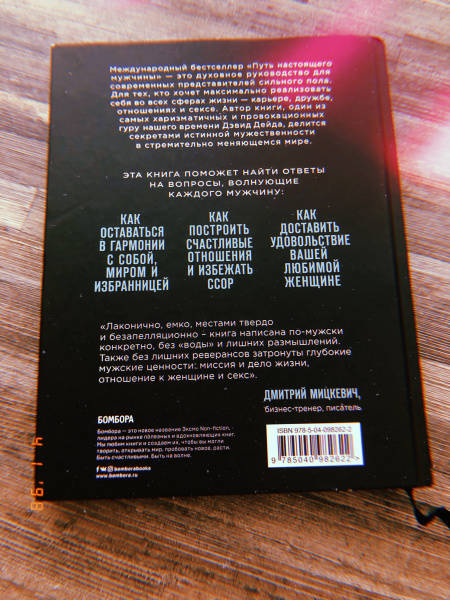 Международный бестселлер «Путь настоящего
мужчины» — это духовное руководство для
современных представителей сильного пола.
Для тех, кто хочет максимально реализовать
себя во всех сферах жизни — карьере, дружбе,
отношениях и сексе. Автор книги, один из
самых харизматичных и провокационных
гуру нашего времени Дэвид Дейда, делится
секретами истинной мужественности
в стремительно меняющемся мире.
ЭТА КНИГА ПОМОЖЕТ НАЙТИ ОТВЕТЫ
НА ВОПРОСЫ, ВОЛНУЮЩИЕ
КАЖДОГО МУЖЧИНУ:
КАК
ОСТАВАТЬСЯ
В ГАРМОНИИ
С СОБОЙ,
МИРОМ И
ИЗБРАННИЦЕЙ
КАК
ПОСТРОИТЬ
СЧАСТЛИВЫЕ
ОТНОШЕНИЯ
И ИЗБЕЖАТЬ
ССОР
КАК
ДОСТАВИТЬ
УДОВОЛЬСТВИЕ
ВАШЕЙ
ЛЮБИМОЙ
ЖЕНЩИНЕ
«Лаконично, емко, местами твердо
и безапелляционно – книга написана по-мужски
конкретно, без «воды» и лишних размышлений.
Также без лишних реверансов затронуты глубокие
мужские ценности: миссия и дело жизни,
отношение к женщине и секс».
ДМИТРИЙ МИЦКЕВИЧ,
бизнес-тренер, писатель
БОМБОРА
Бомбора – это новое название Эксмо Non-fiction,
лидера на рынке полезных и вдохновляющих книг.
Мы любим книги и создаем их, чтобы вы могли
творить, открывать мир, пробовать новое, расти.
Быть счастливыми. Быть на волне.
bomborabooks
www.bombora.ru
ISBN 978-5-04-098262-2
9 785040 982622 >